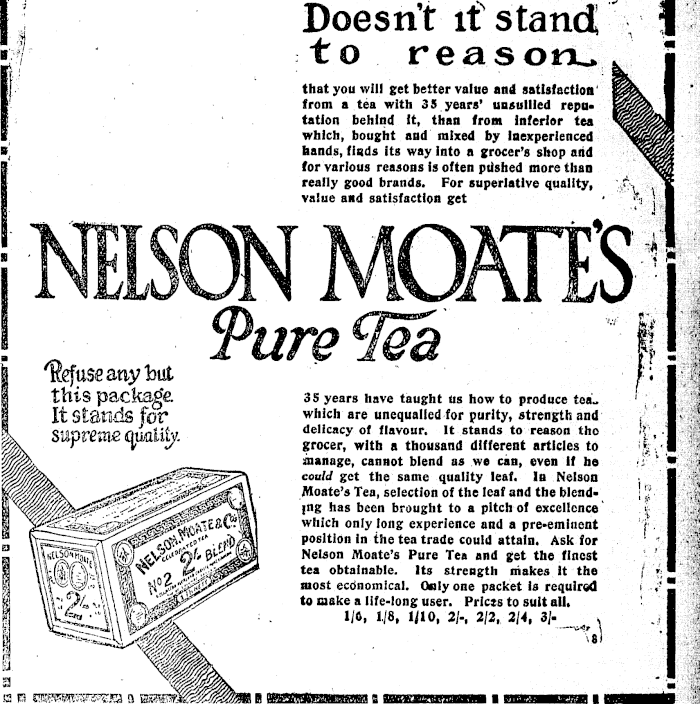 Doesn't it stand
to reason
that you will get better value and satisfaction
from a tea with 35 years' unsullied repu-
tation behind it, than from inferior tea
which, bought and mixed by inexperienced
hands, finds its way into a grocer's shop and
for various reasons is often pushed more than
really good brands. For superlative quality,
value and satisfaction get
NELSON MOATE'S
Pure Tea
Refuse any but
this package.
It stands for
supreme quality.
35 years have taught us how to produce tea
which are unequalled for purity, strength and
delicacy of flavour. It stands to reason the
grocer, with a thousand different articles to
manage, cannot blend as we can, even if he
could get the same quality leaf. In Nelson
Moate's Tea, selection of the leaf and the blend-
ing has been brought to a pitch of excellence
which only long experience and a pre-eminent
position in the tea trade could attain. Ask for
Nelson Moate's Pure Tea and get the finest
tea obtainable. Its strength makes it the
most economical. Only one packet is required
to make a life-long user. Prices to suit all.
1/6, 1/8, 1/10, 2/-, 2/2, 2/4, 3/-
8
NELSON, MOATE & Co
CELEBRATED TEA
No 2 2/- BLEND
NELSON MOATE
2/-